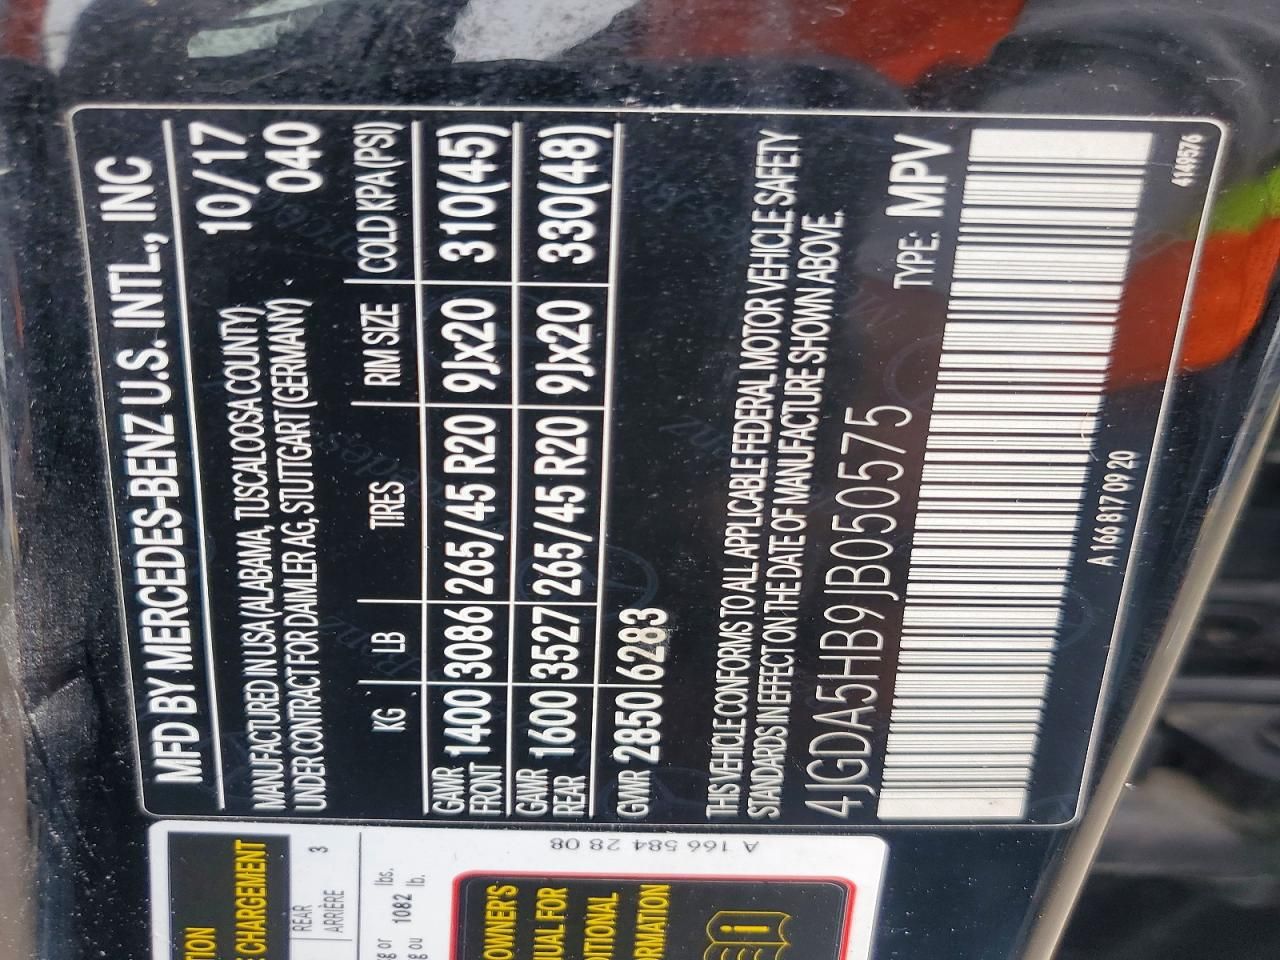 MFD BY MERCEDES-BENZ U.S. INTL., INC
10/17
MANUFACTURED IN USA (ALABAMA, TUSCALOOSA COUNTY)
UNDER CONTRACT FOR DAIMLER AG, STUTTGART (GERMANY)
040
KG LB TIRES RIM SIZE COLD KPA (PSI)
GAWR FRONT 1400 3086 265/45 R20 9Jx20 310(45)
GAWR REAR 1600 3527 265/45 R20 9Jx20 330(48)
GVWR 2850 6283
THIS VEHICLE CONFORMS TO ALL APPLICABLE FEDERAL MOTOR VEHICLE SAFETY
STANDARDS IN EFFECT ON THE DATE OF MANUFACTURE SHOWN ABOVE.
4JGDA5HB9JB050575 TYPE: MPV
A 166 817 09 20
4149576
REAR
ARRIÈRE 3
1082 lbs.
lb.
A 166 584 28 08